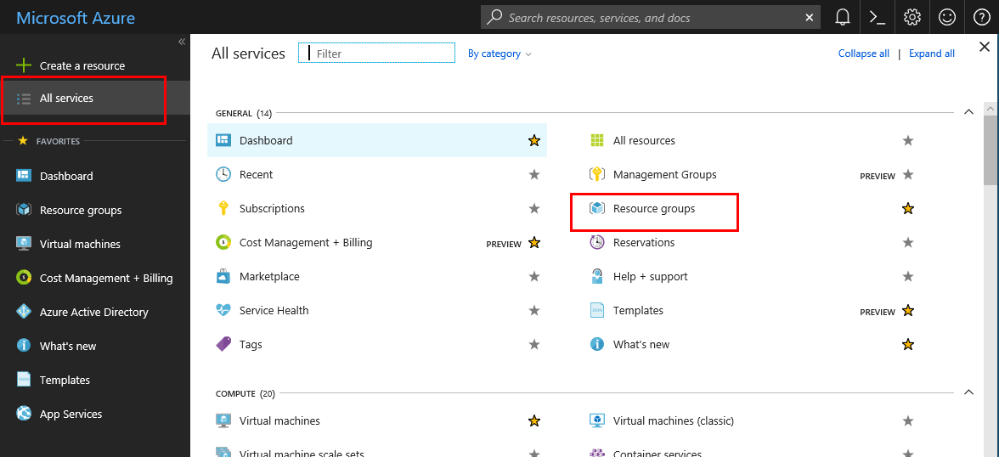 Microsoft Azure
Search resources, services, and docs
Create a resource
All services
FAVORITES
Dashboard
Resource groups
Virtual machines
Cost Management + Billing
Azure Active Directory
What's new
Templates
App Services
All services
Filter
By category
Collapse all | Expand all
GENERAL (14)
Dashboard
All resources
Recent
Management Groups PREVIEW
Subscriptions
Resource groups
Cost Management + Billing PREVIEW
Reservations
Marketplace
Help + support
Service Health
Templates PREVIEW
Tags
What's new
COMPUTE (20)
Virtual machines
Virtual machines (classic)
Virtual machine scale sets
Container services